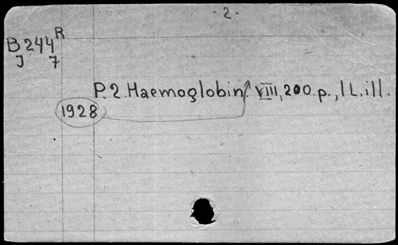 - 2 -
B 244 R
J 7
P. 2. Haemoglobin. VIII, 200.p., 1 L. ill.
1928